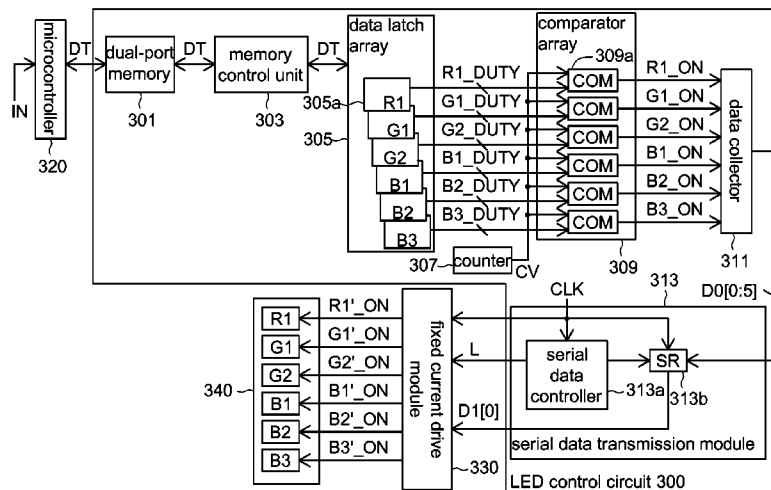 microcontroller
320
IN
DT
dual-port
memory
301
DT
memory
control unit
303
DT
data latch
array
305a
305
R1
G1
G2
B1
B2
B3
R1_DUTY
G1_DUTY
G2_DUTY
B1_DUTY
B2_DUTY
B3_DUTY
counter
307
CV
comparator
array
309a
COM
COM
COM
COM
COM
COM
309
R1_ON
G1_ON
G2_ON
B1_ON
B2_ON
B3_ON
data collector
311
D0[0:5]
313
CLK
serial
data
controller
313a
SR
313b
serial data transmission module
L
D1[0]
fixed current drive
module
330
R1'_ON
G1'_ON
G2'_ON
B1'_ON
B2'_ON
B3'_ON
R1
G1
G2
B1
B2
B3
340
LED control circuit 300